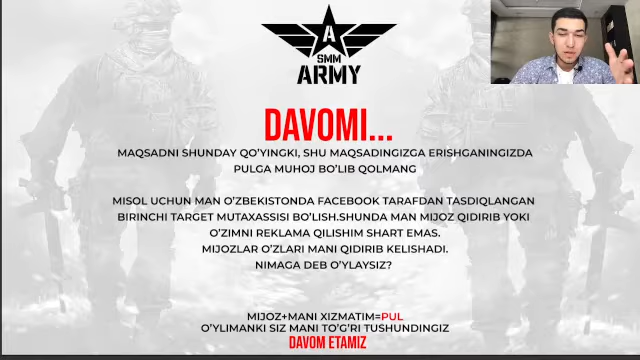 A
SMM
ARMY
DAVOMI...
MAQSADNI SHUNDAY QO'YINGKI, SHU MAQSADINGIZGA ERISHGANINGIZDA
PULGA MUHOJ BO'LIB QOLMANG
MISOL UCHUN MAN O'ZBEKISTONDA FACEBOOK TARAFDAN TASDIQLANGAN
BIRINCHI TARGET MUTAXASSISI BO'LISH.SHUNDA MAN MIJOZ QIDIRIB YOKI
O'ZIMNI REKLAMA QILISHIM SHART EMAS.
MIJOZLAR O'ZLARI MANI QIDIRIB KELISHADI.
NIMAGA DEB O'YLAYSIZ?
MIJOZ+MANI XIZMATIM=PUL
O'YLIMANKI SIZ MANI TO'G'RI TUSHUNDINGIZ
DAVOM ETAMIZ